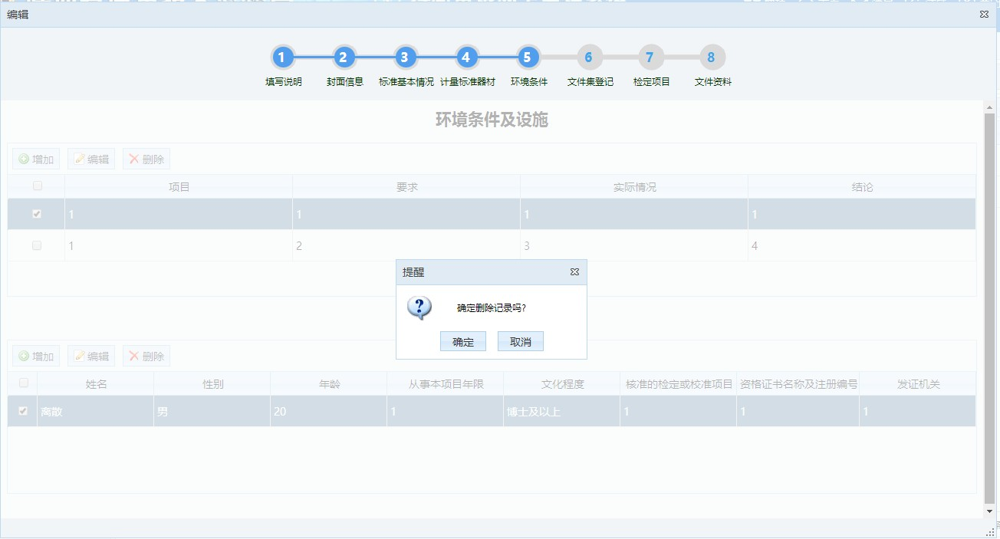 编辑
1 2 3 4 5 6 7 8
填写说明 封面信息 标准基本情况 计量标准器材 环境条件 文件集登记 检定项目 文件资料
环境条件及设施
增加 编辑 删除
项目 要求 实际情况 结论
1 1 1 1
1 2 3 4
提醒
确定删除记录吗?
确定 取消
增加 编辑 删除
姓名 性别 年龄 从事本项目年限 文化程度 核准的检定或校准项目 资格证书名称及注册编号 发证机关
离散 男 20 1 博士及以上 1 1 1